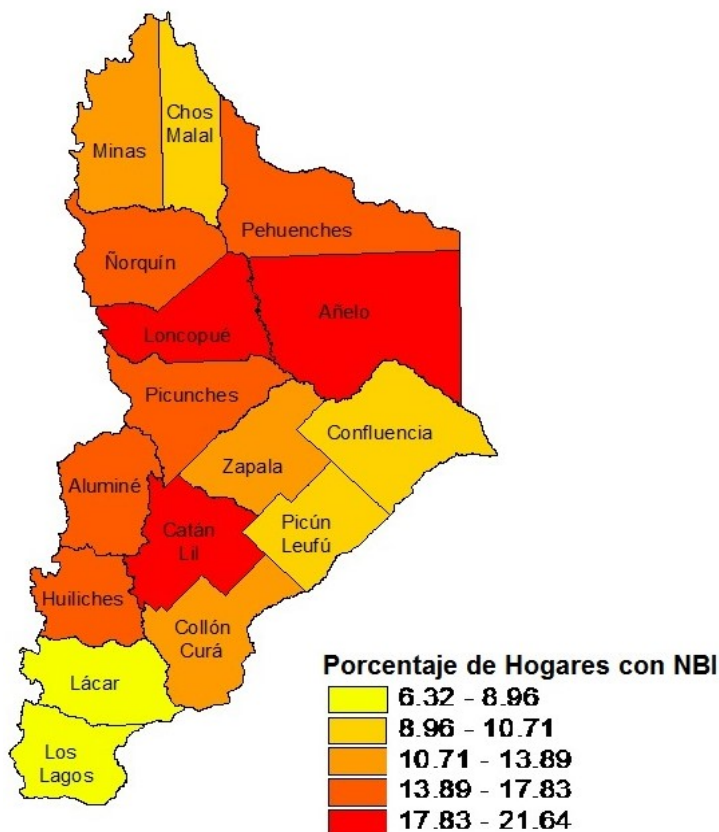 Chos
Malal
Minas
Pehuenches
Ñorquín
Añelo
Loncopué
Picunches
Confluencia
Zapala
Aluminé
Picún
Leufú
Catán
Lil
Huiliches
Collón
Curá
Lácar
Los
Lagos
Porcentaje de Hogares con NBI
6.32 - 8.96
8.96 - 10.71
10.71 - 13.89
13.89 - 17.83
17.83 - 21.64